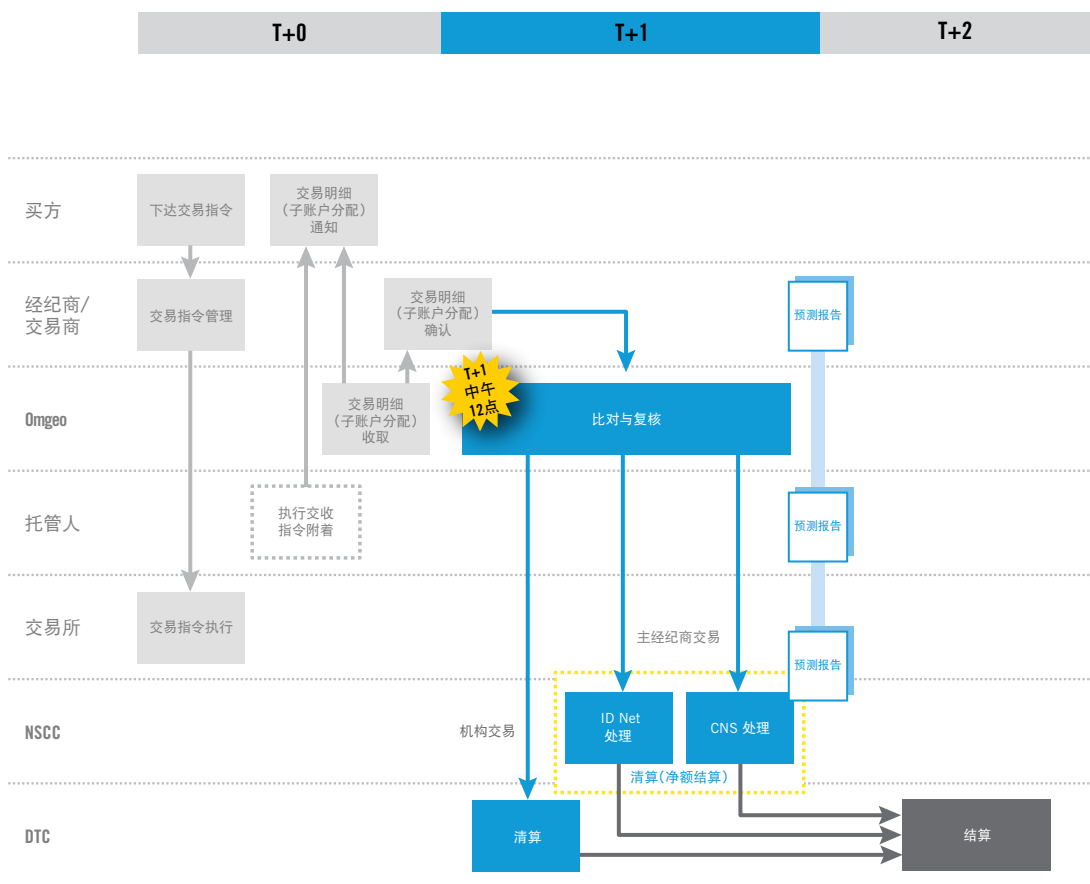 T+0
T+1
T+2
买方
下达交易指令
交易明细
（子账户分配）
通知
经纪商/
交易商
交易指令管理
交易明细
（子账户分配）
确认
预测报告
Omgeo
交易明细
（子账户分配）
收取
T+1
中午
12点
比对与复核
托管人
执行交收
指令附着
预测报告
交易所
交易指令执行
主经纪商交易
预测报告
NSCC
机构交易
ID Net
处理
CNS 处理
清算(净额结算)
DTC
清算
结算